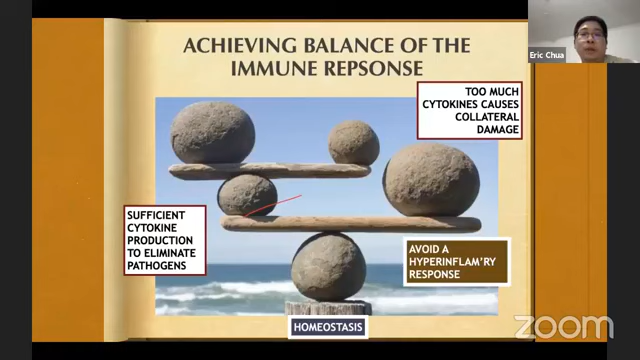 Eric Chua
ACHIEVING BALANCE OF THE
IMMUNE REPSONSE
TOO MUCH
CYTOKINES CAUSES
COLLATERAL
DAMAGE
SUFFICIENT
CYTOKINE
PRODUCTION
TO ELIMINATE
PATHOGENS
AVOID A
HYPERINFLAM'RY
RESPONSE
HOMEOSTASIS
zoom